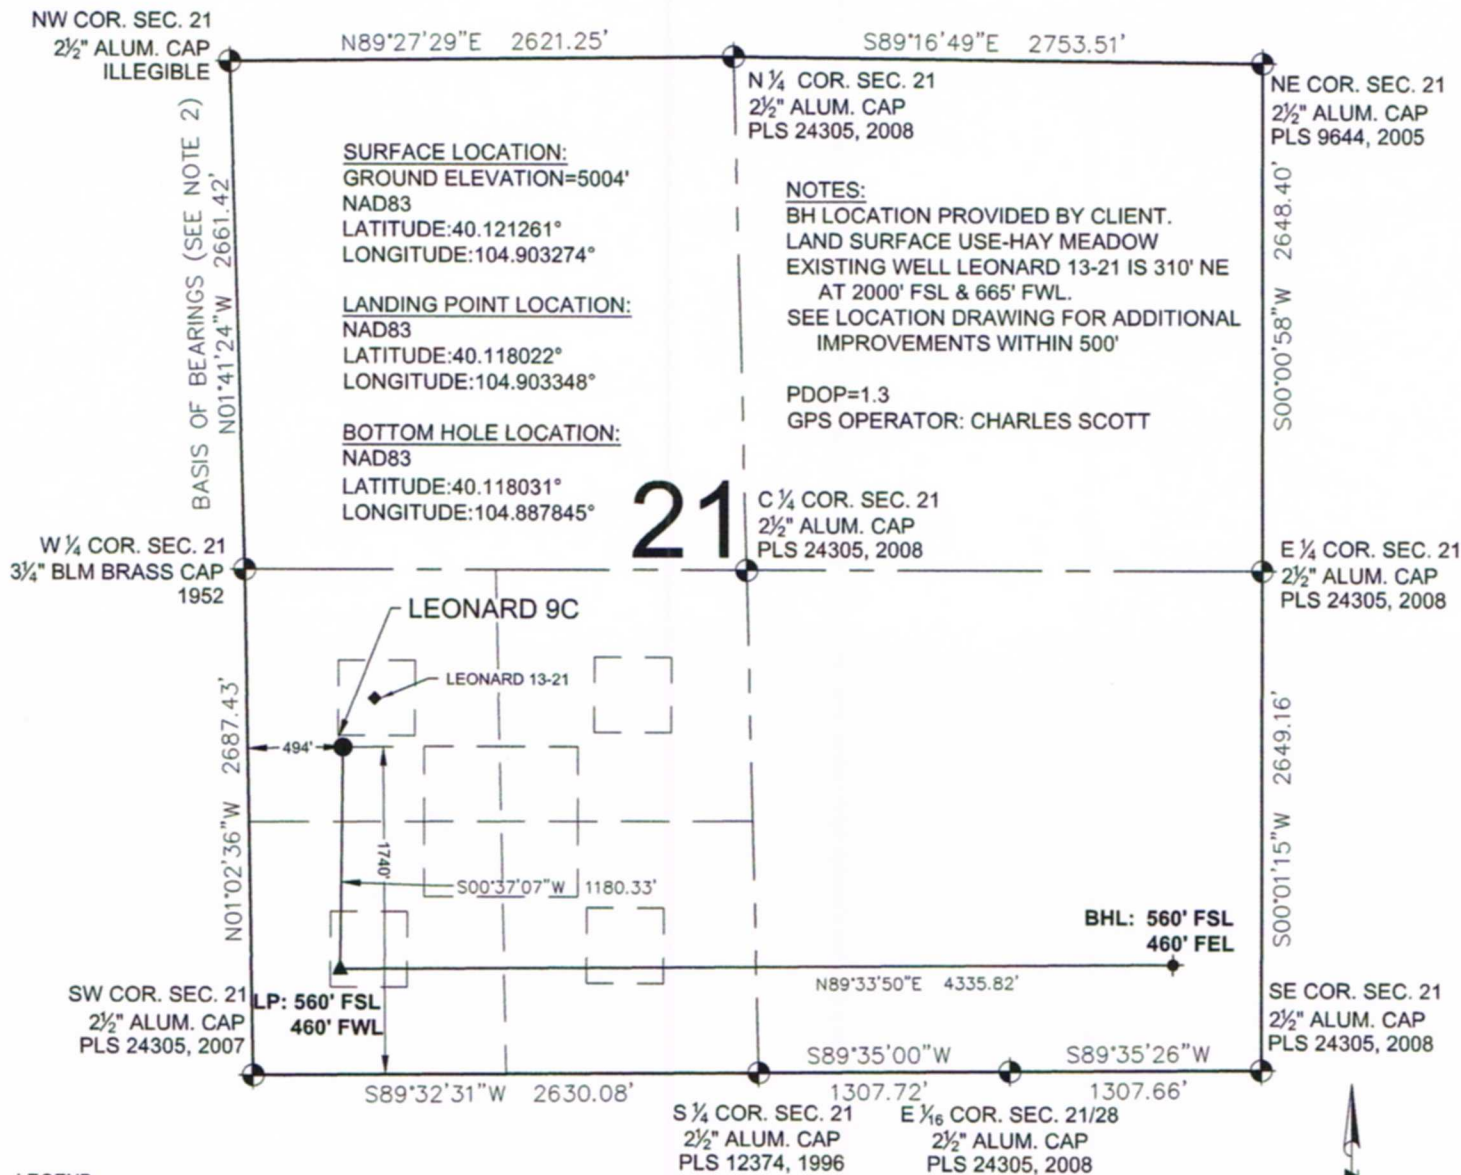 NW COR. SEC. 21
2½" ALUM. CAP
ILLEGIBLE
N89°27'29"E 2621.25'
S89°16'49"E 2753.51'
N ¼ COR. SEC. 21
2½" ALUM. CAP
PLS 24305, 2008
NE COR. SEC. 21
2½" ALUM. CAP
PLS 9644, 2005
BASIS OF BEARINGS (SEE NOTE 2)
N01°41'24"W 2661.42'
SURFACE LOCATION:
GROUND ELEVATION=5004'
NAD83
LATITUDE:40.121261°
LONGITUDE:104.903274°
LANDING POINT LOCATION:
NAD83
LATITUDE:40.118022°
LONGITUDE:104.903348°
BOTTOM HOLE LOCATION:
NAD83
LATITUDE:40.118031°
LONGITUDE:104.887845°
NOTES:
BH LOCATION PROVIDED BY CLIENT.
LAND SURFACE USE-HAY MEADOW
EXISTING WELL LEONARD 13-21 IS 310' NE
AT 2000' FSL & 665' FWL.
SEE LOCATION DRAWING FOR ADDITIONAL
IMPROVEMENTS WITHIN 500'
PDOP=1.3
GPS OPERATOR: CHARLES SCOTT
S00°00'58"W 2648.40'
21
C ¼ COR. SEC. 21
2½" ALUM. CAP
PLS 24305, 2008
W ¼ COR. SEC. 21
3¼" BLM BRASS CAP
1952
E ¼ COR. SEC. 21
2½" ALUM. CAP
PLS 24305, 2008
LEONARD 9C
LEONARD 13-21
N01°02'36"W 2687.43'
494'
1740'
S00°37'07"W 1180.33'
S00°01'15"W 2649.16'
BHL: 560' FSL
460' FEL
N89°33'50"E 4335.82'
SW COR. SEC. 21
2½" ALUM. CAP
PLS 24305, 2007
LP: 560' FSL
460' FWL
SE COR. SEC. 21
2½" ALUM. CAP
PLS 24305, 2008
S89°32'31"W 2630.08'
S89°35'00"W
1307.72'
S89°35'26"W
1307.66'
S ¼ COR. SEC. 21
2½" ALUM. CAP
PLS 12374, 1996
E 1⁄16 COR. SEC. 21/28
2½" ALUM. CAP
PLS 24305, 2008